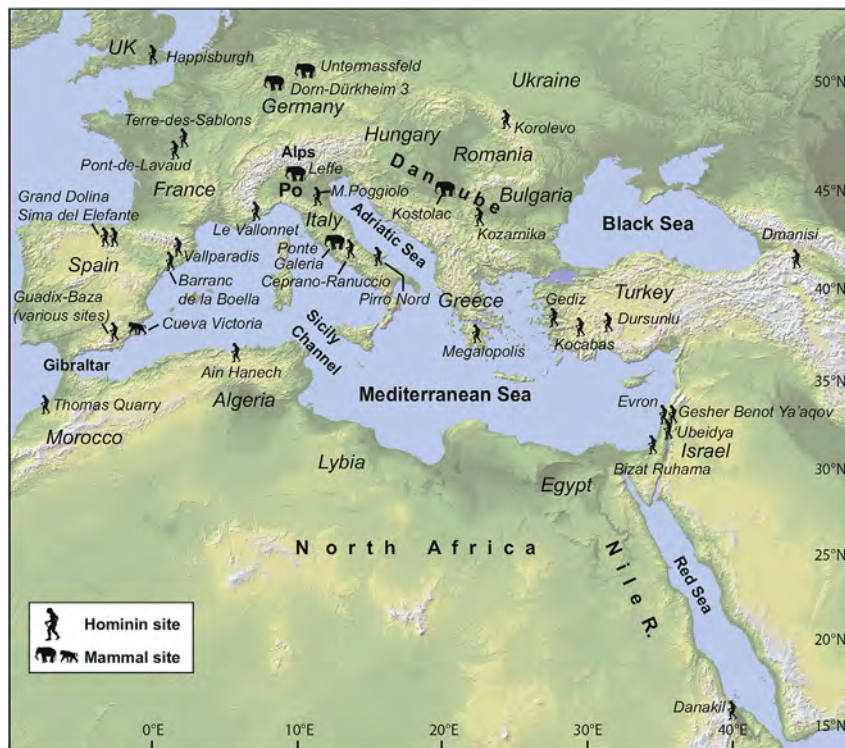 UK
Happisburgh
Untermassfeld
Dorn-Dürkheim 3
Germany
Ukraine
50°N
Terre-des-Sablons
Pont-de-Lavaud
Hungary
Korolevo
Romania
Alps
Leffe
Danube
Grand Dolina
Sima del Elefante
France
Po
M.Poggiolo
Italy
Kostolac
Bulgaria
45°N
Le Vallonnet
Adriatic Sea
Kozarnika
Black Sea
Dmanisi
Spain
Vallparadis
Ponte
Galeria
Barranc
de la Boella
Ceprano-Ranuccio
Pirro Nord
Greece
Gediz
Turkey
40°N
Guadix-Baza
(various sites)
Cueva Victoria
Sicily
Channel
Megalopolis
Kocabas
Dursunlu
Gibraltar
Ain Hanech
35°N
Mediterranean Sea
Thomas Quarry
Algeria
Evron
Gesher Benot Ya'aqov
Ubeidya
Morocco
Israel
Lybia
Bizat Ruhama
30°N
Egypt
North Africa
Nile R.
25°N
Red Sea
Hominin site
Mammal site
20°N
Danakil
15°N
0°E
10°E
20°E
30°E
40°E